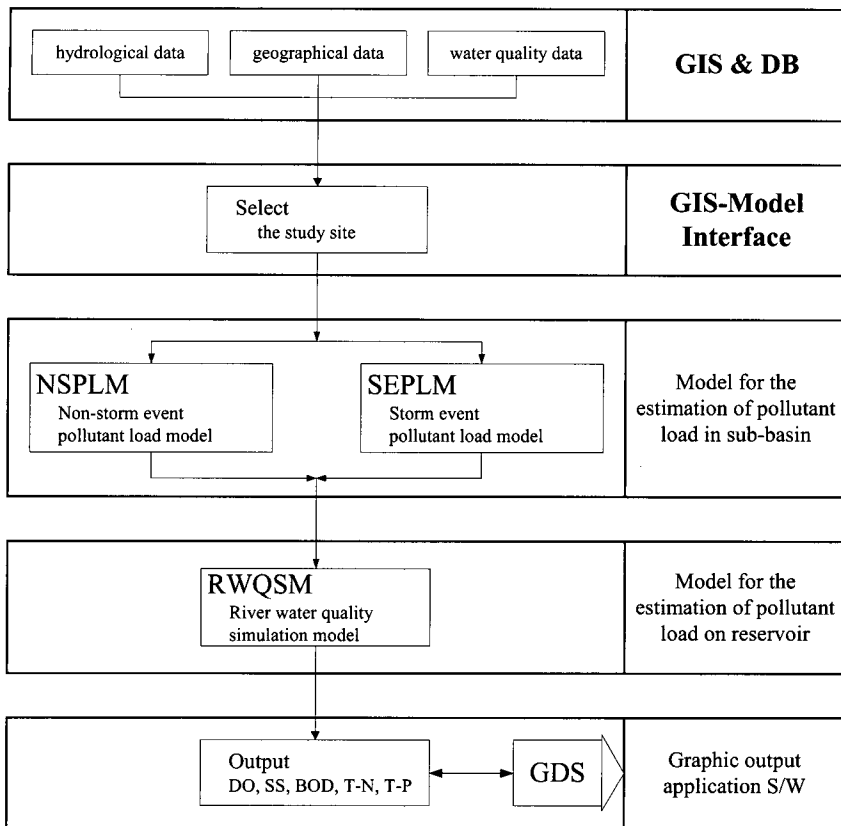 hydrological data
geographical data
water quality data
GIS & DB
Select
the study site
GIS-Model
Interface
NSPLM
Non-storm event
pollutant load model
SEPLM
Storm event
pollutant load model
Model for the
estimation of pollutant
load in sub-basin
RWQSM
River water quality
simulation model
Model for the
estimation of pollutant
load on reservoir
Output
DO, SS, BOD, T-N, T-P
GDS
Graphic output
application S/W